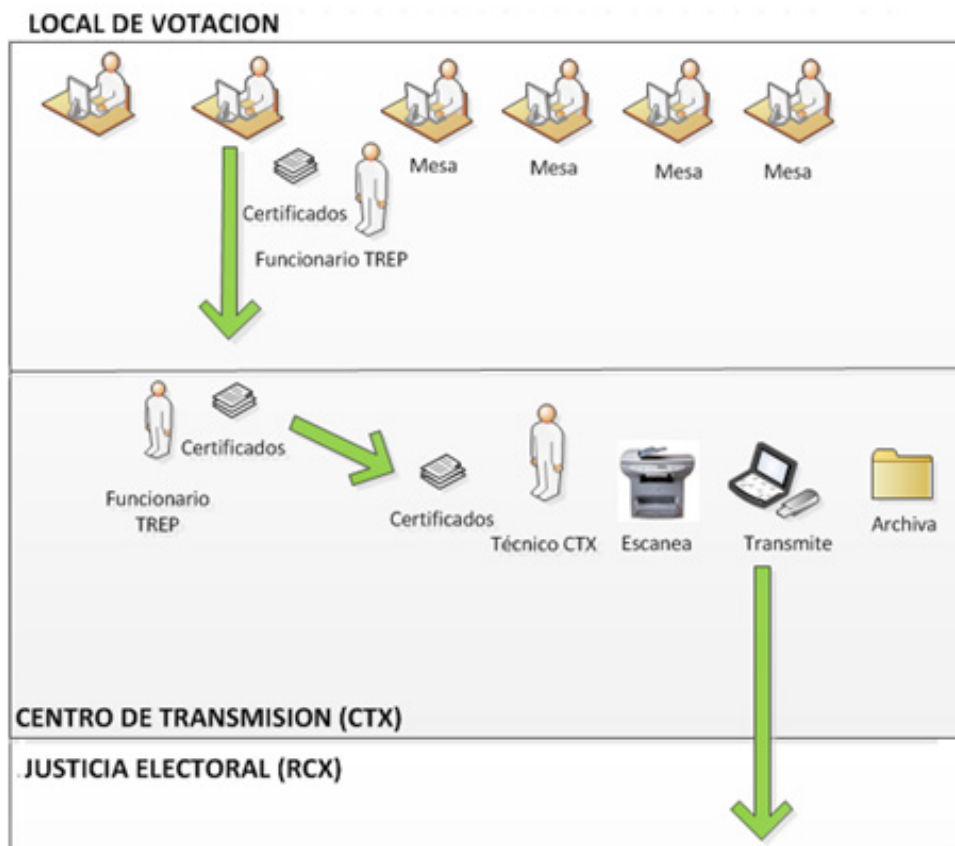 LOCAL DE VOTACION
Mesa
Mesa
Mesa
Mesa
Certificados
Funcionario TREP
Certificados
Funcionario
TREP
Certificados
Técnico CTX
Escanea
Transmite
Archiva
CENTRO DE TRANSMISION (CTX)
JUSTICIA ELECTORAL (RCX)